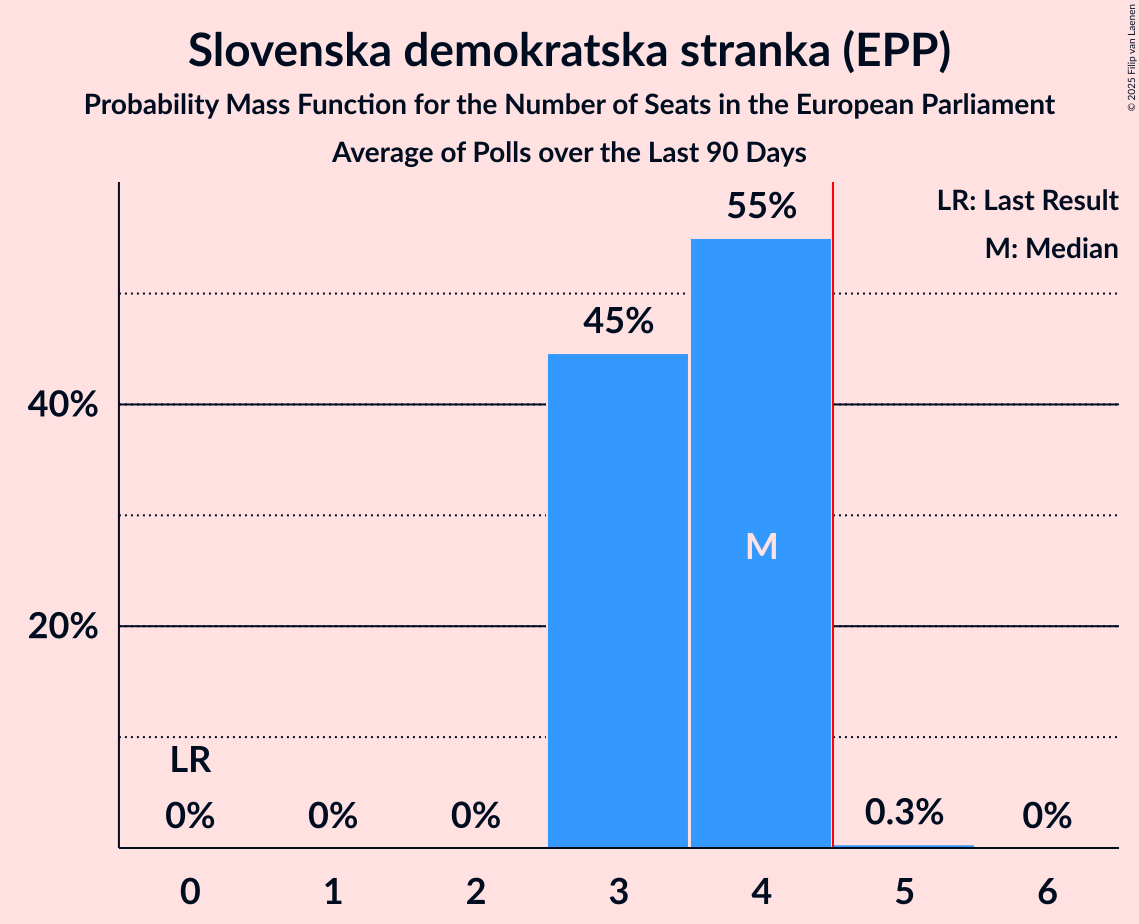 Slovenska demokratska stranka (EPP)
Probability Mass Function for the Number of Seats in the European Parliament
Average of Polls over the Last 90 Days
© 2025 Filip van Laenen
LR: Last Result
M: Median
55%
45%
40%
M
20%
LR
0% 0% 0% 0.3% 0%
0 1 2 3 4 5 6